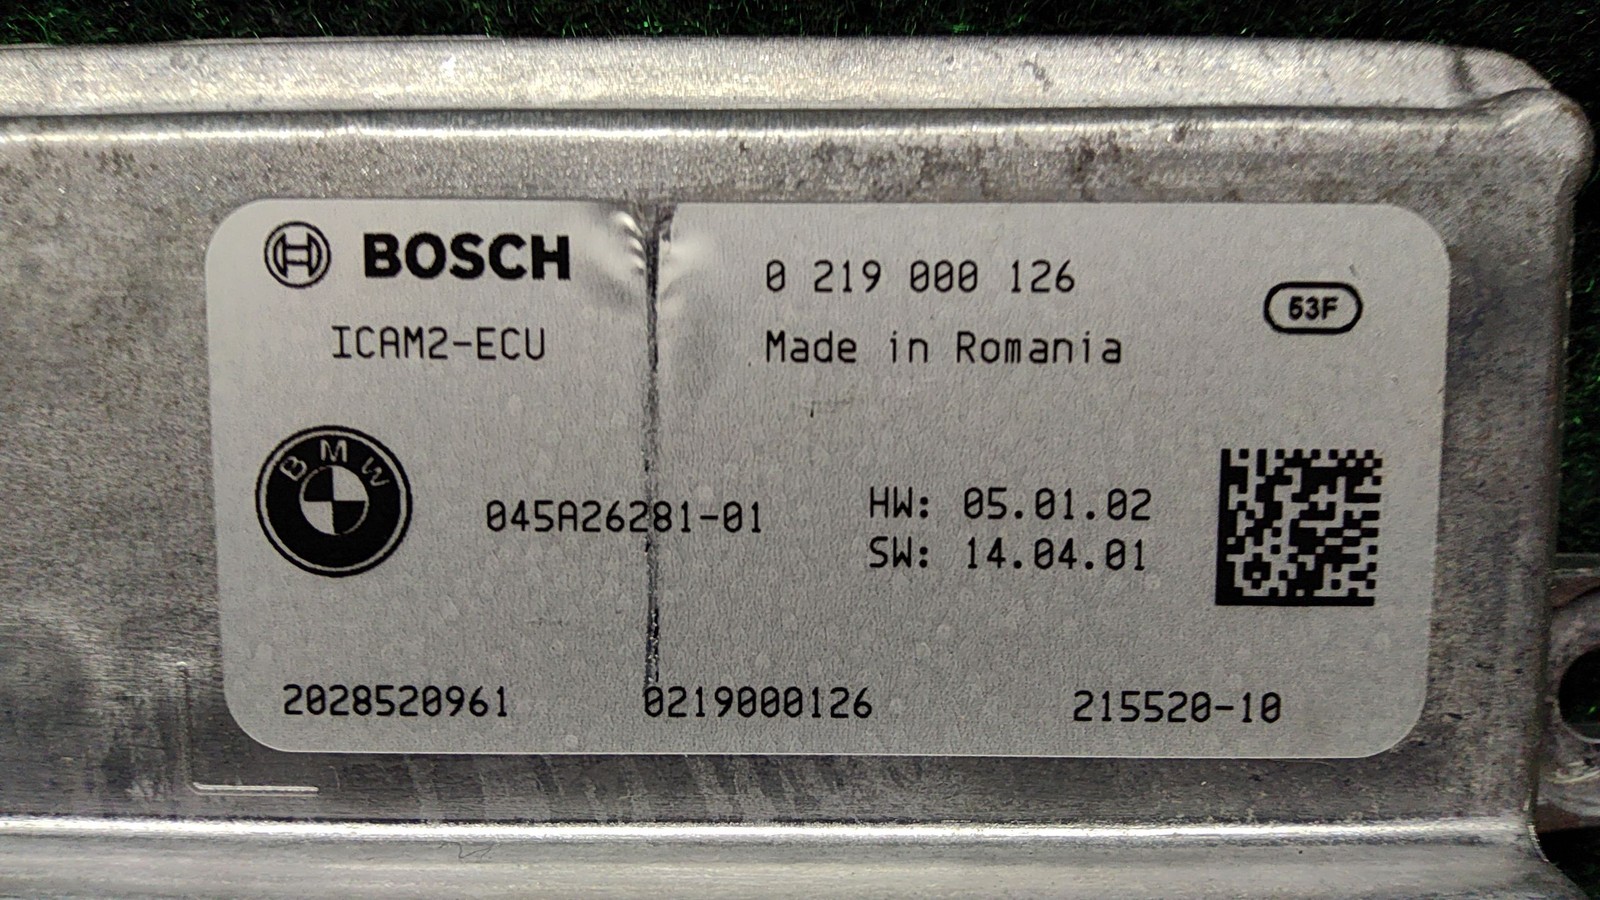 BOSCH
ICAM2-ECU
0 219 000 126
Made in Romania
53F
BMW
045A26281-01
HW: 05.01.02
SW: 14.04.01
2028520961
0219000126
215520-10